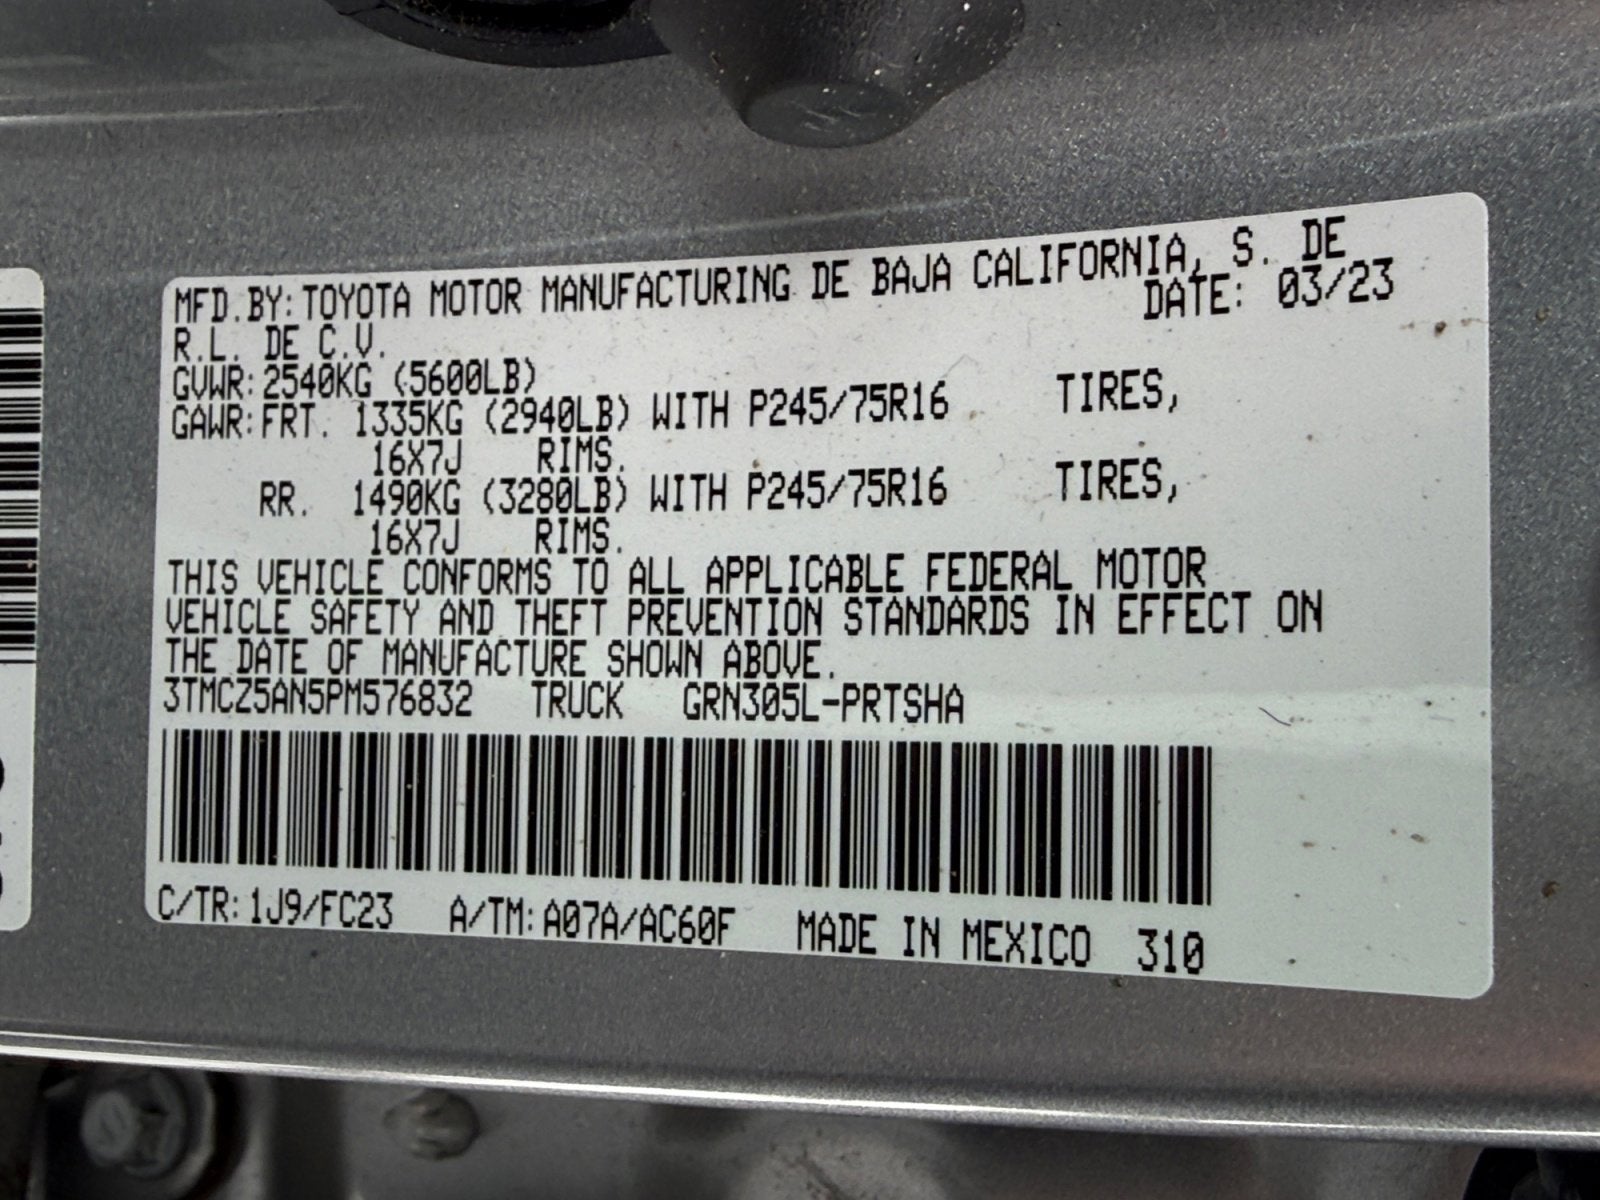 MFD.BY:TOYOTA MOTOR MANUFACTURING DE BAJA CALIFORNIA, S. DE
R.L. DE C.V. DATE: 03/23
GVWR:2540KG (5600LB)
GAWR:FRT. 1335KG (2940LB) WITH P245/75R16 TIRES,
16X7J RIMS.
RR. 1490KG (3280LB) WITH P245/75R16 TIRES,
16X7J RIMS.
THIS VEHICLE CONFORMS TO ALL APPLICABLE FEDERAL MOTOR
VEHICLE SAFETY AND THEFT PREVENTION STANDARDS IN EFFECT ON
THE DATE OF MANUFACTURE SHOWN ABOVE.
3TMCZ5AN5PM576832 TRUCK GRN305L-PRTSHA
C/TR:1J9/FC23 A/TM:A07A/AC60F MADE IN MEXICO 310